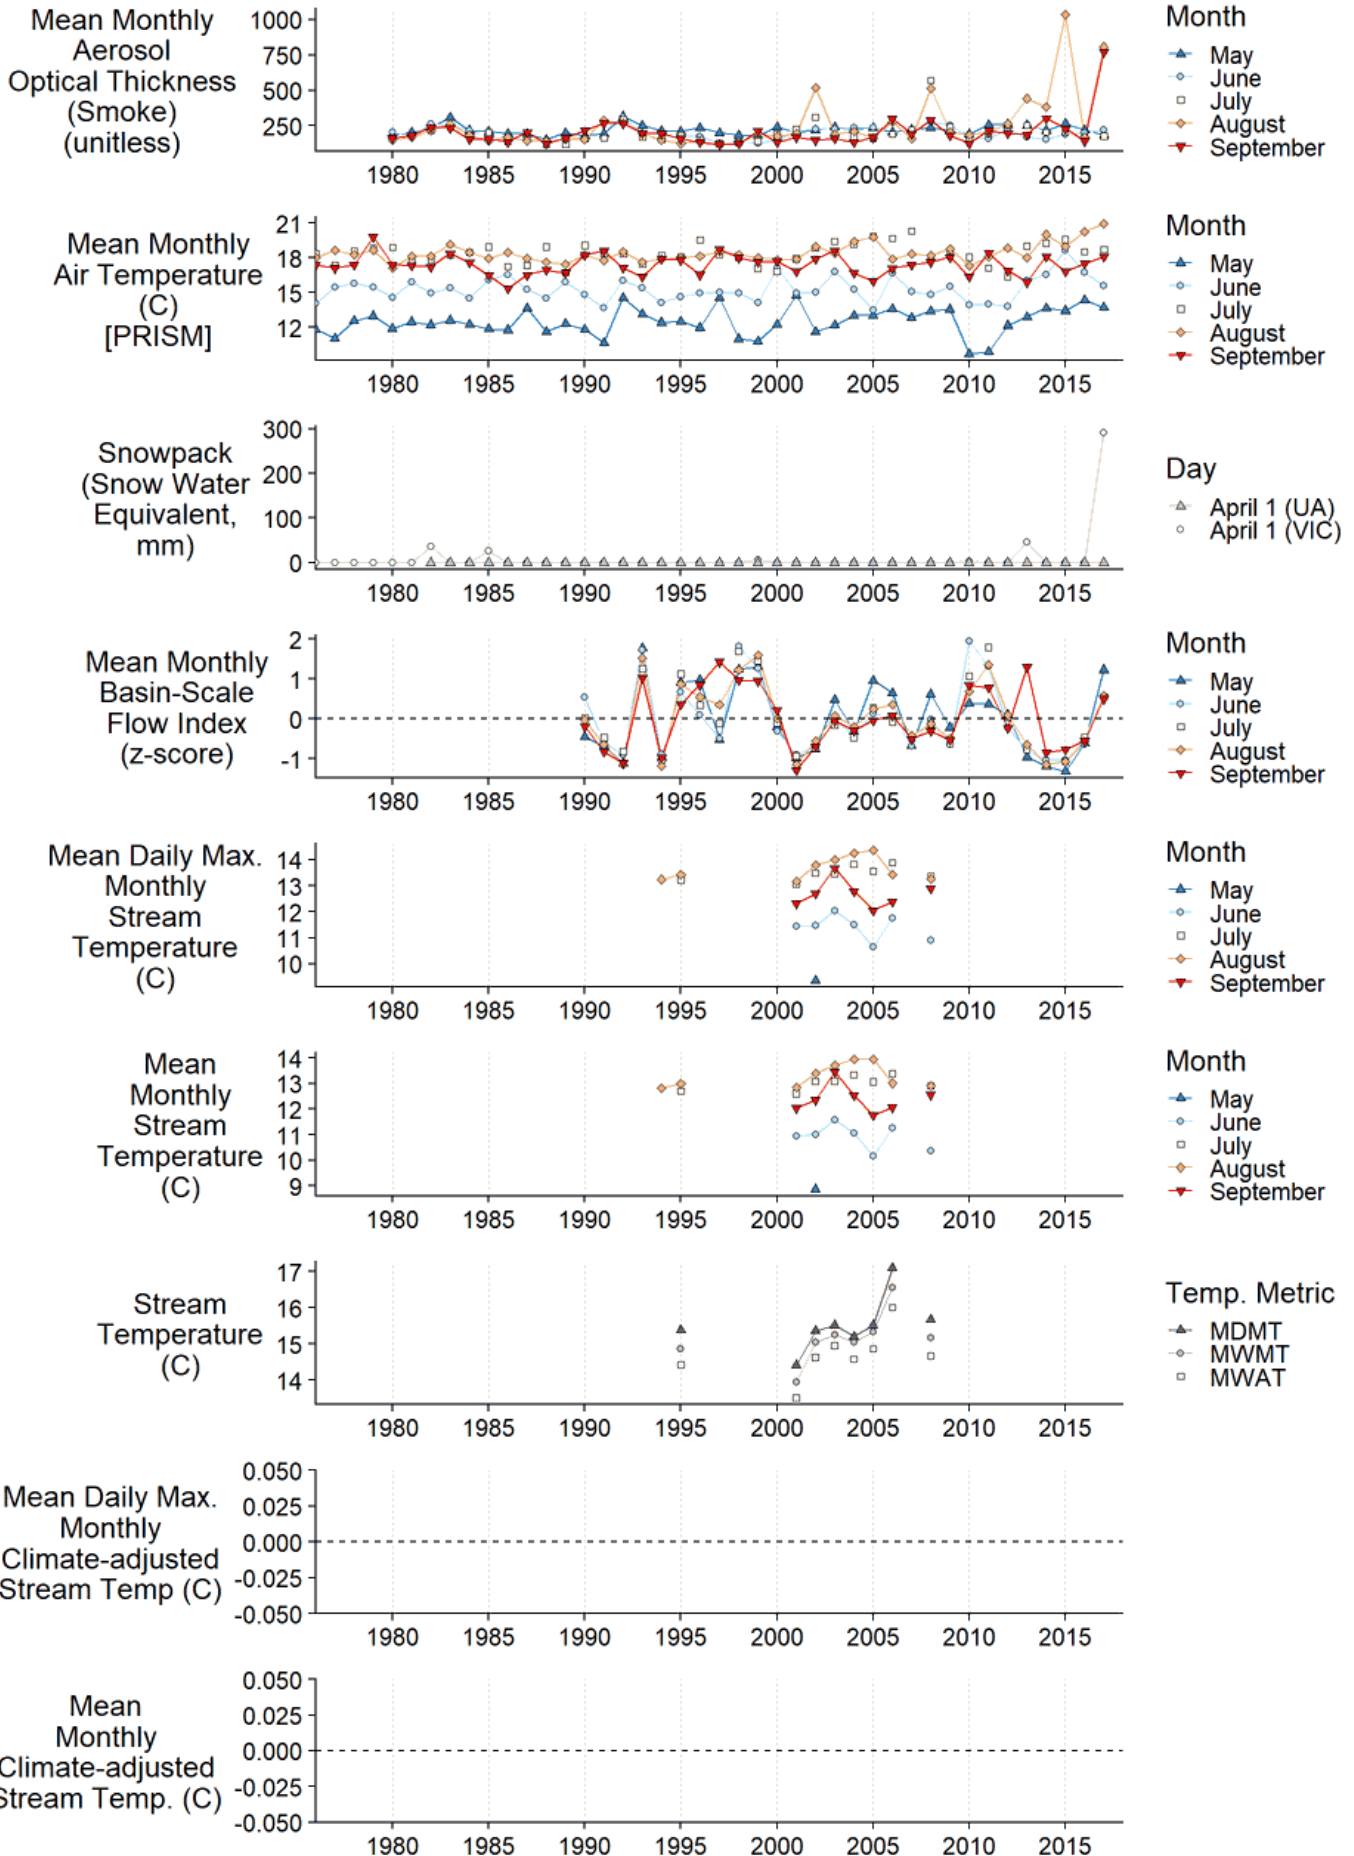 Mean Monthly
Aerosol
Optical Thickness
(Smoke)
(unitless)
1000
750
500
250
1980 1985 1990 1995 2000 2005 2010 2015
Month
May
June
July
August
September
Mean Monthly
Air Temperature
(C)
[PRISM]
21
18
15
12
1980 1985 1990 1995 2000 2005 2010 2015
Month
May
June
July
August
September
Snowpack
(Snow Water
Equivalent,
mm)
300
200
100
0
1980 1985 1990 1995 2000 2005 2010 2015
Day
April 1 (UA)
April 1 (VIC)
Mean Monthly
Basin-Scale
Flow Index
(z-score)
2
1
0
-1
1980 1985 1990 1995 2000 2005 2010 2015
Month
May
June
July
August
September
Mean Daily Max.
Monthly
Stream
Temperature
(C)
14
13
12
11
10
1980 1985 1990 1995 2000 2005 2010 2015
Month
May
June
July
August
September
Mean
Monthly
Stream
Temperature
(C)
14
13
12
11
10
9
1980 1985 1990 1995 2000 2005 2010 2015
Month
May
June
July
August
September
Stream
Temperature
(C)
17
16
15
14
1980 1985 1990 1995 2000 2005 2010 2015
Temp. Metric
MDMT
MWMT
MWAT
Mean Daily Max.
Monthly
Climate-adjusted
Stream Temp (C)
0.050
0.025
0.000
-0.025
-0.050
1980 1985 1990 1995 2000 2005 2010 2015
Mean
Monthly
Climate-adjusted
Stream Temp. (C)
0.050
0.025
0.000
-0.025
-0.050
1980 1985 1990 1995 2000 2005 2010 2015